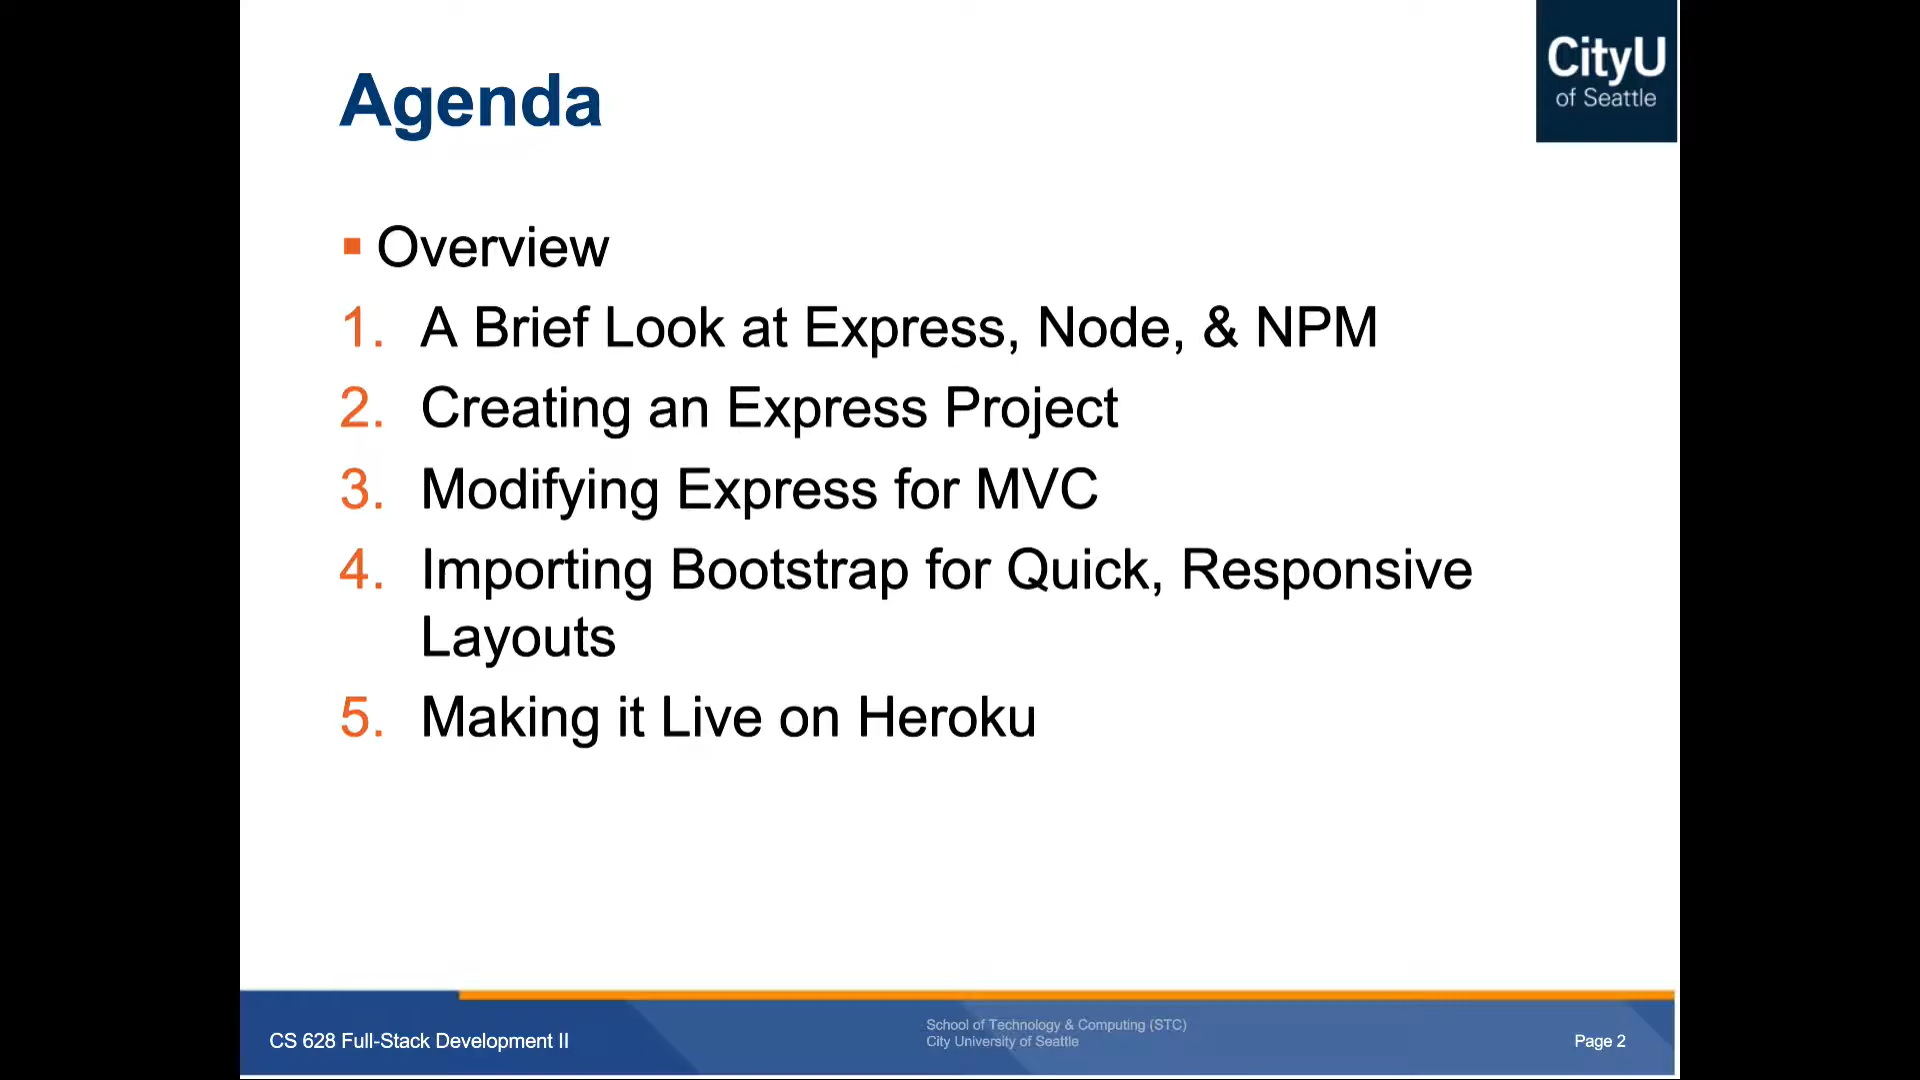 CityU
of Seattle
Agenda
▪ Overview
1. A Brief Look at Express, Node, & NPM
2. Creating an Express Project
3. Modifying Express for MVC
4. Importing Bootstrap for Quick, Responsive
Layouts
5. Making it Live on Heroku
CS 628 Full-Stack Development II
School of Technology & Computing (STC)
City University of Seattle
Page 2